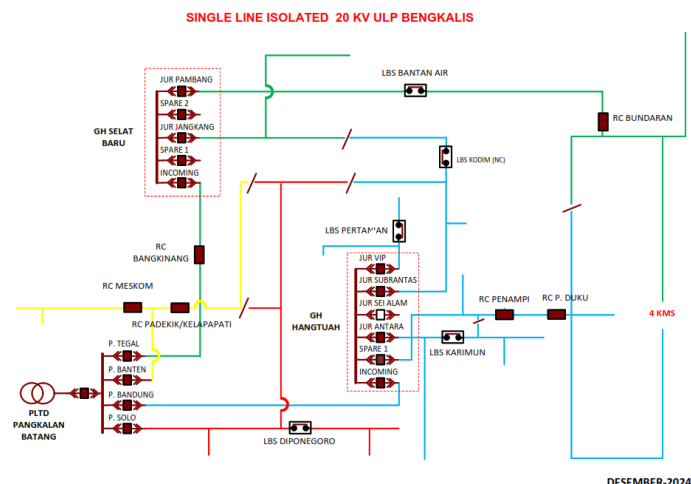 SINGLE LINE ISOLATED 20 KV ULP BENGKALIS
JUR PAMBANG
SPARE 2
JUR JANGKANG
SPARE 1
INCOMING
GH SELAT
BARU
LBS BANTAN AIR
RC BUNDARAN
LBS KODIM (NC)
RC
BANGKINANG
LBS PERTAMAN
RC MESKOM
RC PADEKIK/KELAPAPATI
JUR VIP
JUR SUBRANTAS
JUR SEI ALAM
JUR ANTARA
SPARE 1
INCOMING
GH
HANGTUAH
RC PENAMPI
RC P. DUKU
4 KMS
LBS KARIMUN
P. TEGAL
P. BANTEN
P. BANDUNG
P. SOLO
PLTD
PANGKALAN
BATANG
LBS DIPONEGORO
DESEMBER-2024